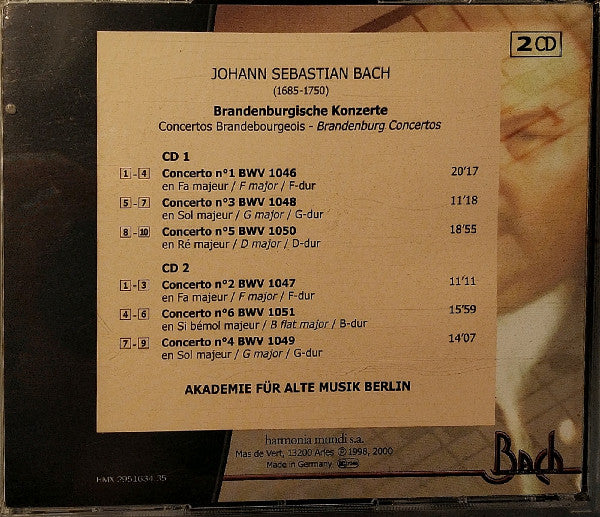 2 CD
JOHANN SEBASTIAN BACH
(1685-1750)
Brandenburgische Konzerte
Concertos Brandebourgeois - Brandenburg Concertos
CD 1
1 - 4 Concerto n°1 BWV 1046 20'17
en Fa majeur / F major / F-dur
5 - 7 Concerto n°3 BWV 1048 11'18
en Sol majeur / G major / G-dur
8 - 10 Concerto n°5 BWV 1050 18'55
en Ré majeur / D major / D-dur
CD 2
1 - 3 Concerto n°2 BWV 1047 11'11
en Fa majeur / F major / F-dur
4 - 6 Concerto n°6 BWV 1051 15'59
en Si bémol majeur / B flat major / B-dur
7 - 9 Concerto n°4 BWV 1049 14'07
en Sol majeur / G major / G-dur
AKADEMIE FÜR ALTE MUSIK BERLIN
harmonia mundi s.a.
Mas de Vert, 13200 Arles ℗ 1998, 2000
Made in Germany
HMX 2951634.35
Bach